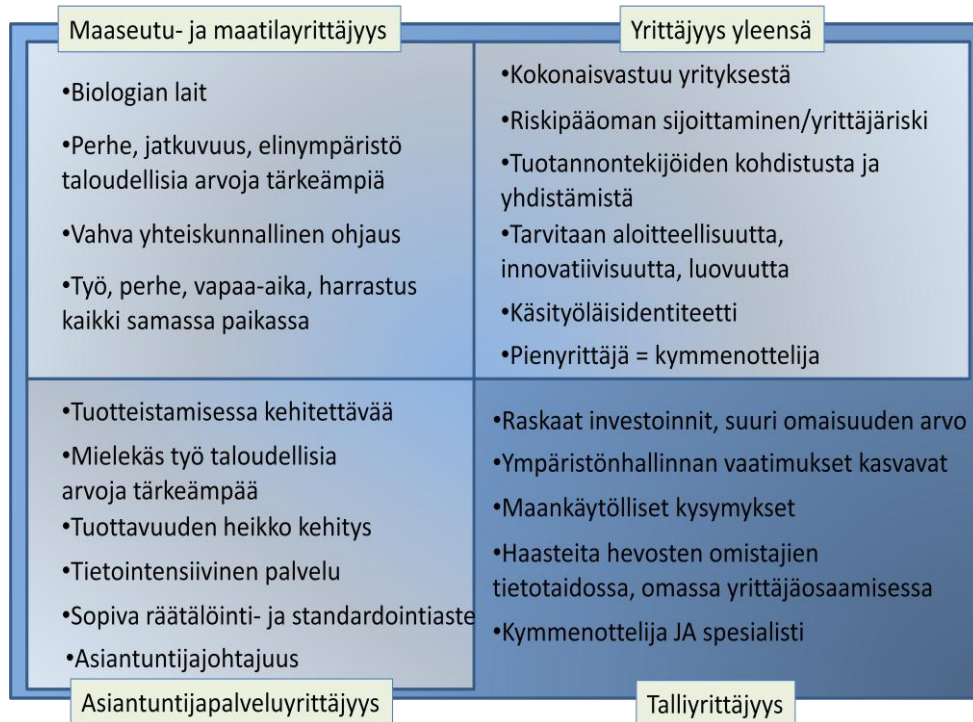 Maaseutu- ja maatilayrittäjyys
•Biologian lait
•Perhe, jatkuvuus, elinympäristö
taloudellisia arvoja tärkeämpiä
•Vahva yhteiskunnallinen ohjaus
•Työ, perhe, vapaa-aika, harrastus
kaikki samassa paikassa
Yrittäjyys yleensä
•Kokonaisvastuu yrityksestä
•Riskipääoman sijoittaminen/yrittäjäriski
•Tuotannontekijöiden kohdistusta ja
yhdistämistä
•Tarvitaan aloitteellisuutta,
innovatiivisuutta, luovuutta
•Käsityöläisidentiteetti
•Pienyrittäjä = kymmenottelija
•Tuotteistamisessa kehitettävää
•Mielekäs työ taloudellisia
arvoja tärkeämpää
•Tuottavuuden heikko kehitys
•Tietointensiivinen palvelu
•Sopiva räätälöinti- ja standardointiaste
•Asiantuntijajohtajuus
Asiantuntijapalveluyrittäjyys
•Raskaat investoinnit, suuri omaisuuden arvo
•Ympäristönhallinnan vaatimukset kasvavat
•Maankäytölliset kysymykset
•Haasteita hevosten omistajien
tietotaidossa, omassa yrittäjäosaamisessa
•Kymmenottelija JA spesialisti
Talliyrittäjyys